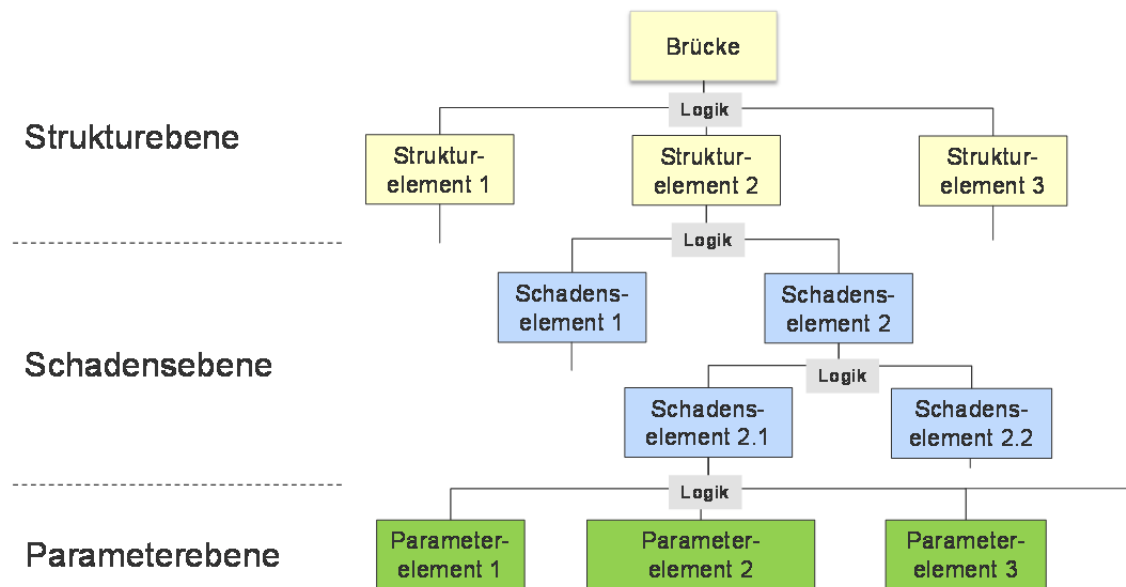 Brücke
Logik
Strukturebene
Struktur-
element 1
Struktur-
element 2
Struktur-
element 3
Logik
Schadens-
element 1
Schadens-
element 2
Schadensebene
Logik
Schadens-
element 2.1
Schadens-
element 2.2
Logik
Parameterebene
Parameter-
element 1
Parameter-
element 2
Parameter-
element 3